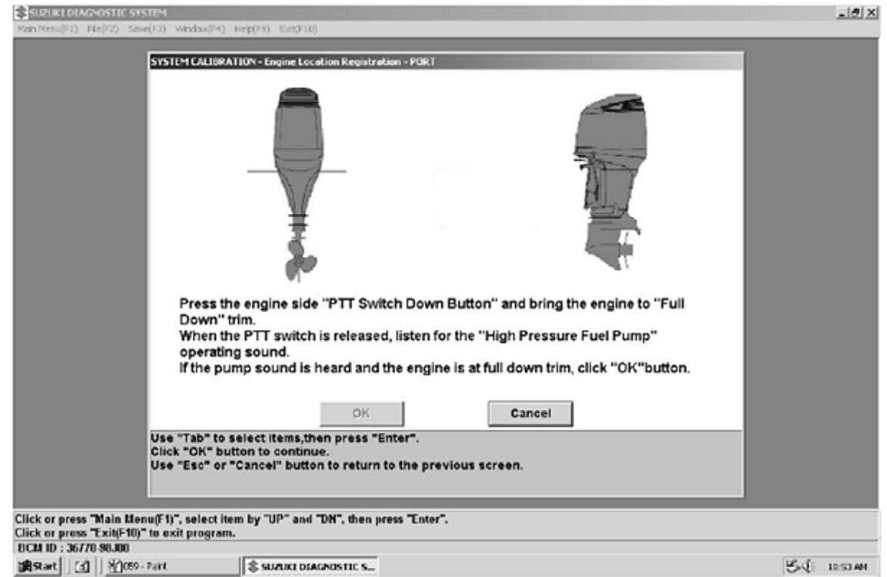 SUZUKI DIAGNOSTIC SYSTEM
Main Menu(F1) File(F2) Save(F3) Window(F4) Help(F9) Exit(F10)
SYSTEM CALIBRATION - Engine Location Registration - PORT
Press the engine side "PTT Switch Down Button" and bring the engine to "Full
Down" trim.
When the PTT switch is released, listen for the "High Pressure Fuel Pump"
operating sound.
If the pump sound is heard and the engine is at full down trim, click "OK"button.
OK Cancel
Use "Tab" to select items,then press "Enter".
Click "OK" button to continue.
Use "Esc" or "Cancel" button to return to the previous screen.
Click or press "Main Menu(F1)", select item by "UP" and "DN", then press "Enter".
Click or press "Exit(F10)" to exit program.
BCM ID : 36770-98J00
Start 059 - Paint SUZUKI DIAGNOSTIC S... 10:53 AM